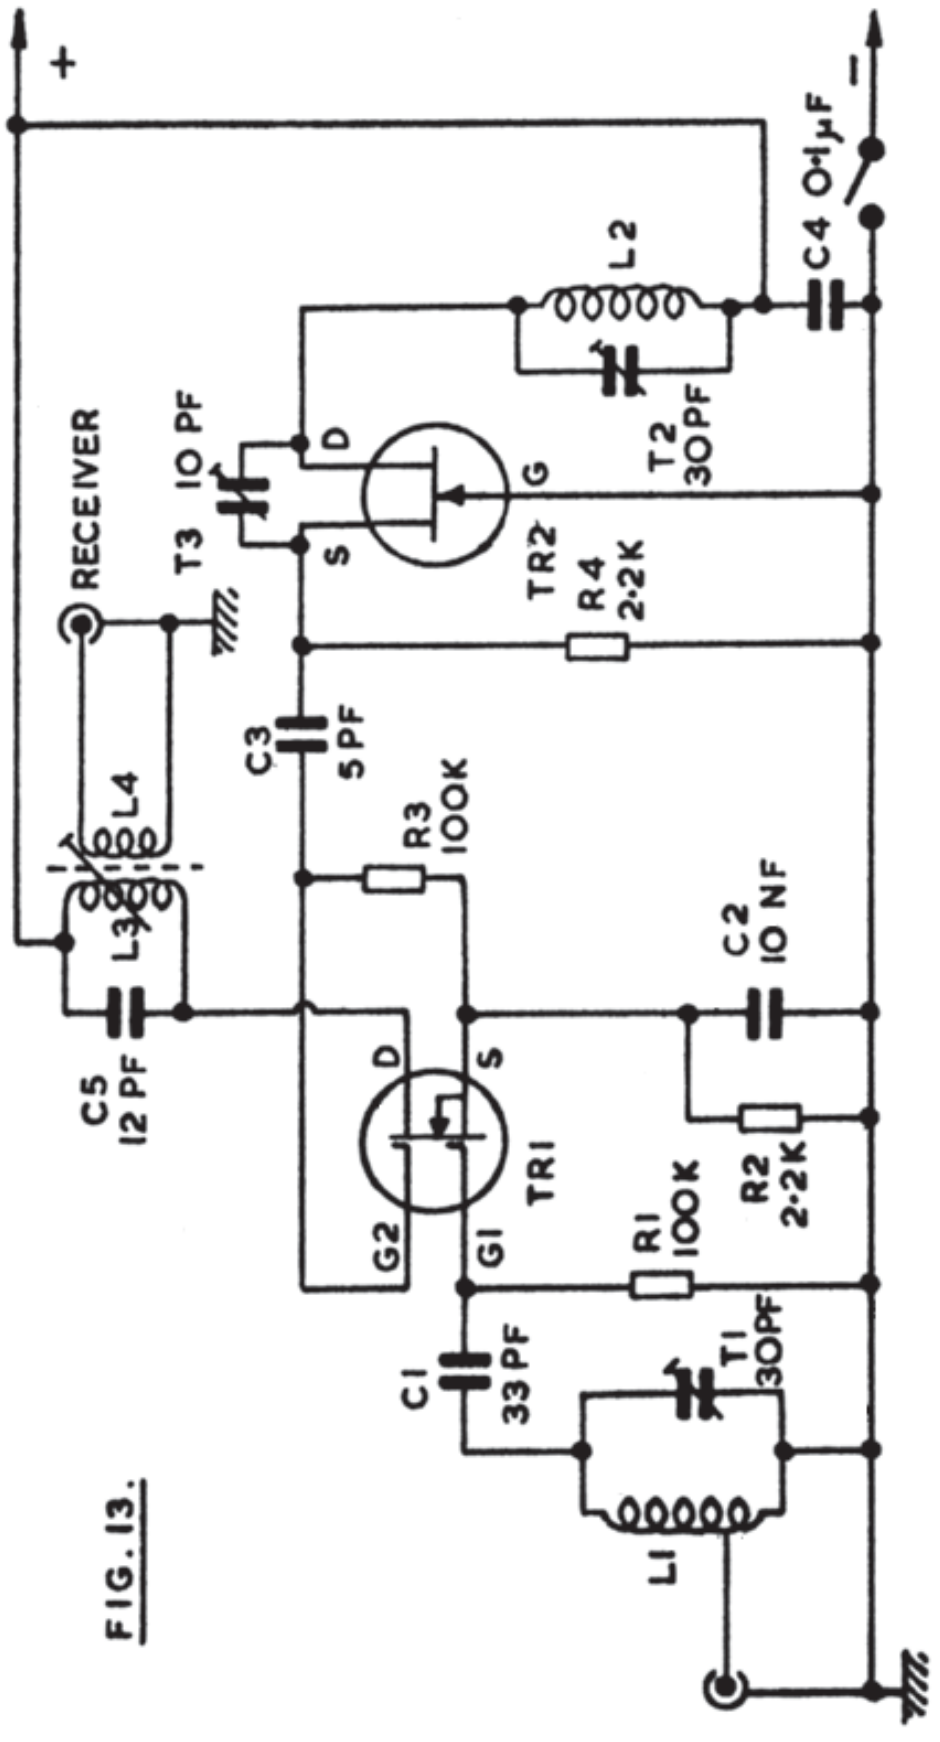 FIG. 13.
L1
T1
30PF
C1
33 PF
R1
100K
G2
G1
D
S
TR1
R2
2·2K
C2
10 NF
C5
12 PF
L3
L4
RECEIVER
R3
100K
C3
5 PF
R4
2·2K
T3
10 PF
S
D
G
TR2
T2
30PF
L2
C4 0·1µF
+
−